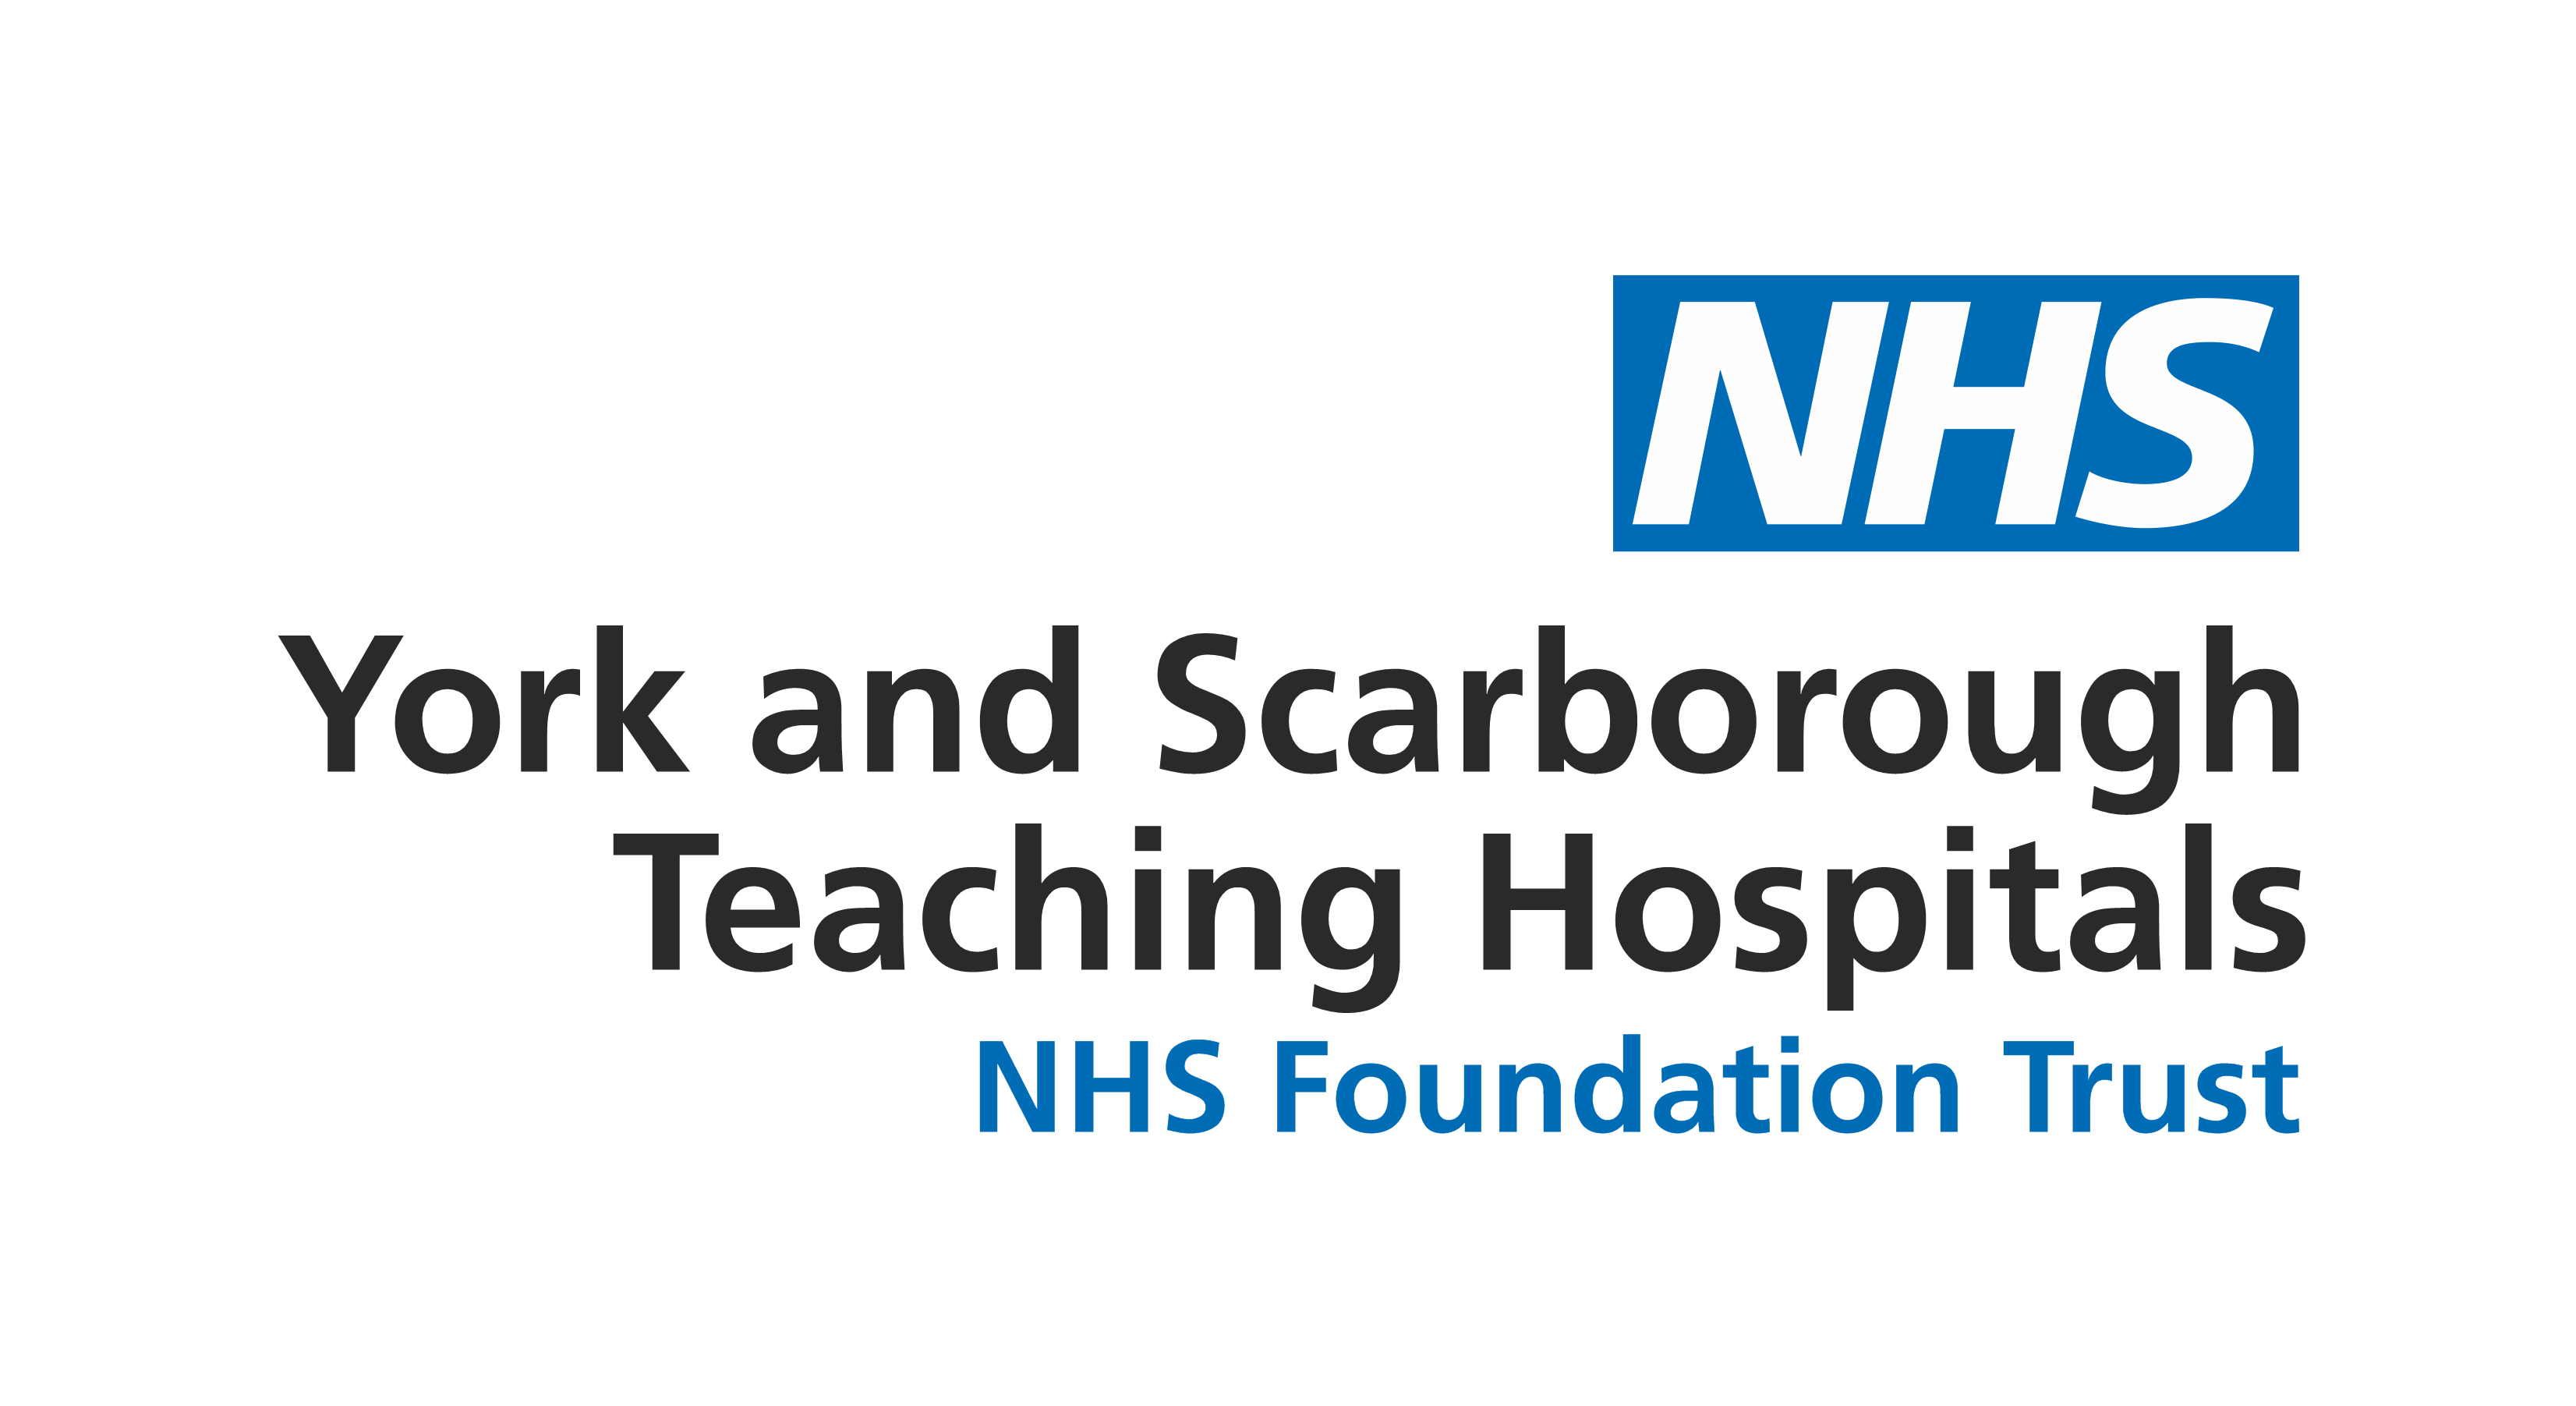 NHS
York and Scarborough
Teaching Hospitals
NHS Foundation Trust